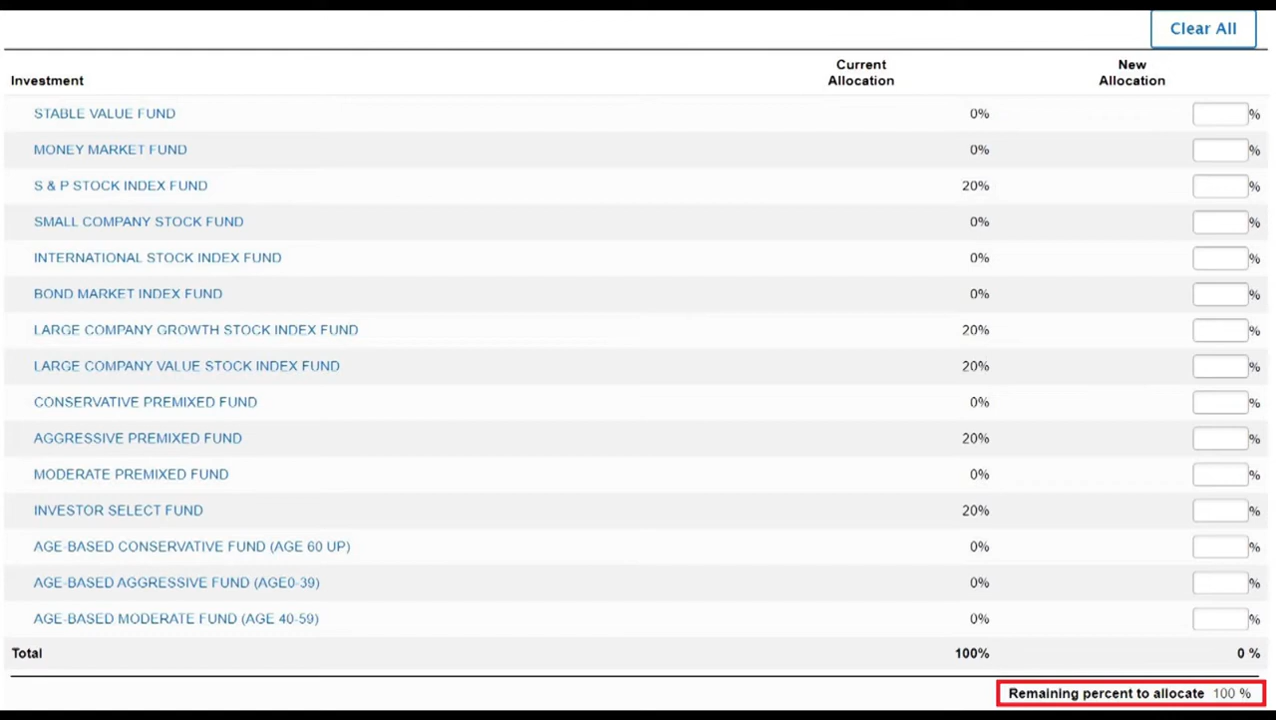 Clear All
Investment Current Allocation New Allocation
STABLE VALUE FUND 0% %
MONEY MARKET FUND 0% %
S & P STOCK INDEX FUND 20% %
SMALL COMPANY STOCK FUND 0% %
INTERNATIONAL STOCK INDEX FUND 0% %
BOND MARKET INDEX FUND 0% %
LARGE COMPANY GROWTH STOCK INDEX FUND 20% %
LARGE COMPANY VALUE STOCK INDEX FUND 20% %
CONSERVATIVE PREMIXED FUND 0% %
AGGRESSIVE PREMIXED FUND 20% %
MODERATE PREMIXED FUND 0% %
INVESTOR SELECT FUND 20% %
AGE-BASED CONSERVATIVE FUND (AGE 60 UP) 0% %
AGE-BASED AGGRESSIVE FUND (AGE0-39) 0% %
AGE-BASED MODERATE FUND (AGE 40-59) 0% %
Total 100% 0 %
Remaining percent to allocate 100 %